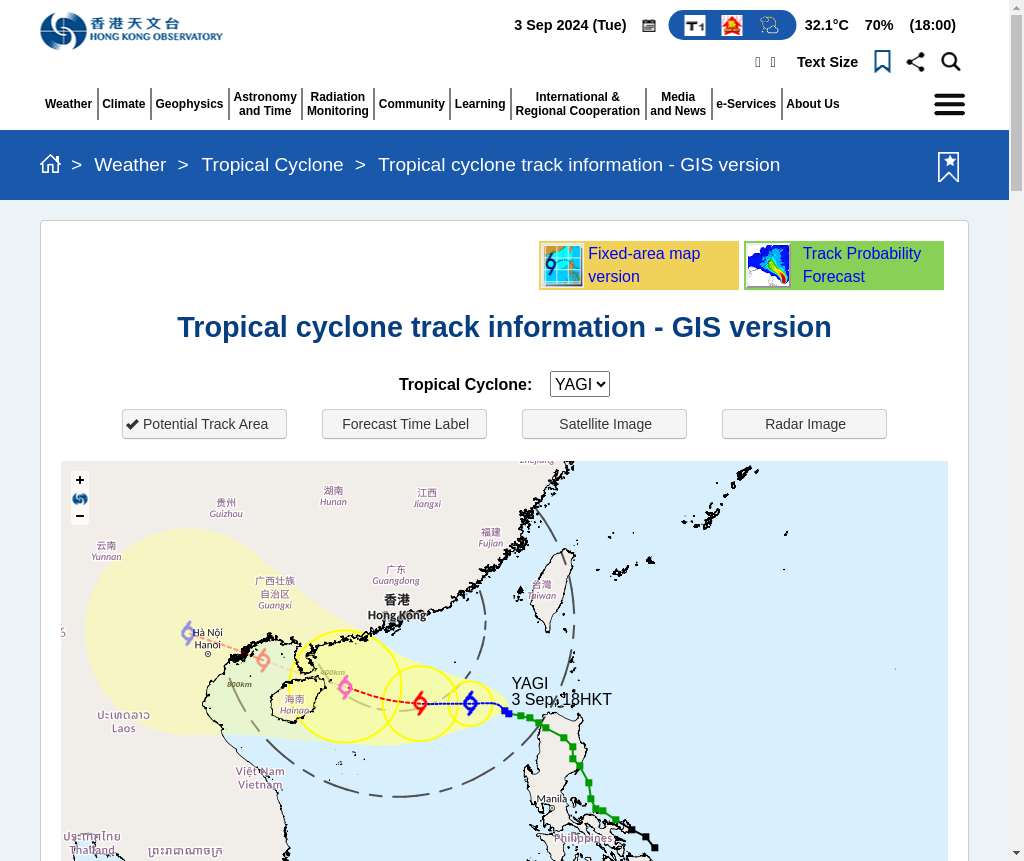 香港天文台
HONG KONG OBSERVATORY
3 Sep 2024 (Tue)
T1
32.1°C 70% (18:00)
Text Size
Weather
Climate
Geophysics
Astronomy
and Time
Radiation
Monitoring
Community
Learning
International &
Regional Cooperation
Media
and News
e-Services
About Us
> Weather > Tropical Cyclone > Tropical cyclone track information - GIS version
Fixed-area map
version
Track Probability
Forecast
Tropical cyclone track information - GIS version
Tropical Cyclone: YAGI
Potential Track Area
Forecast Time Label
Satellite Image
Radar Image
+
−
Zhejiang
湖南
Hunan
江西
Jiangxi
贵州
Guizhou
福建
Fujian
云南
Yunnan
广东
Guangdong
广西壮族
自治区
Guangxi
台灣
Taiwan
香港
Hong Kong
Hà Nội
Hanoi
400km
800km
海南
Hainan
YAGI
3 Sep, 18HKT
ປະເທດລາວ
Laos
Việt Nam
Vietnam
Manila
Philippines
ประเทศไทย
Thailand
ព្រះរាជាណាចក្រ